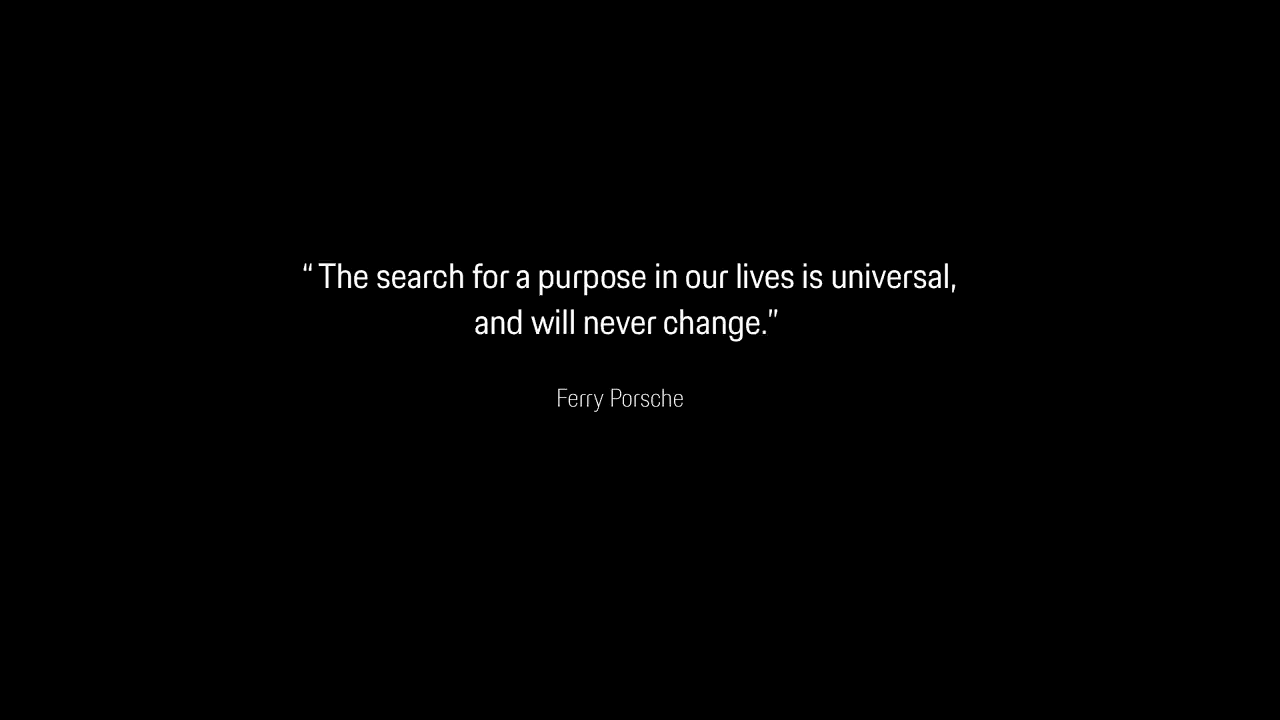 “ The search for a purpose in our lives is universal,
and will never change.”
Ferry Porsche